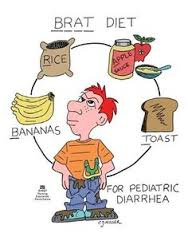 BRAT DIET
RICE
APPLE
SAUCE
BANANAS
TOAST
FOR PEDIATRIC
DIARRHEA